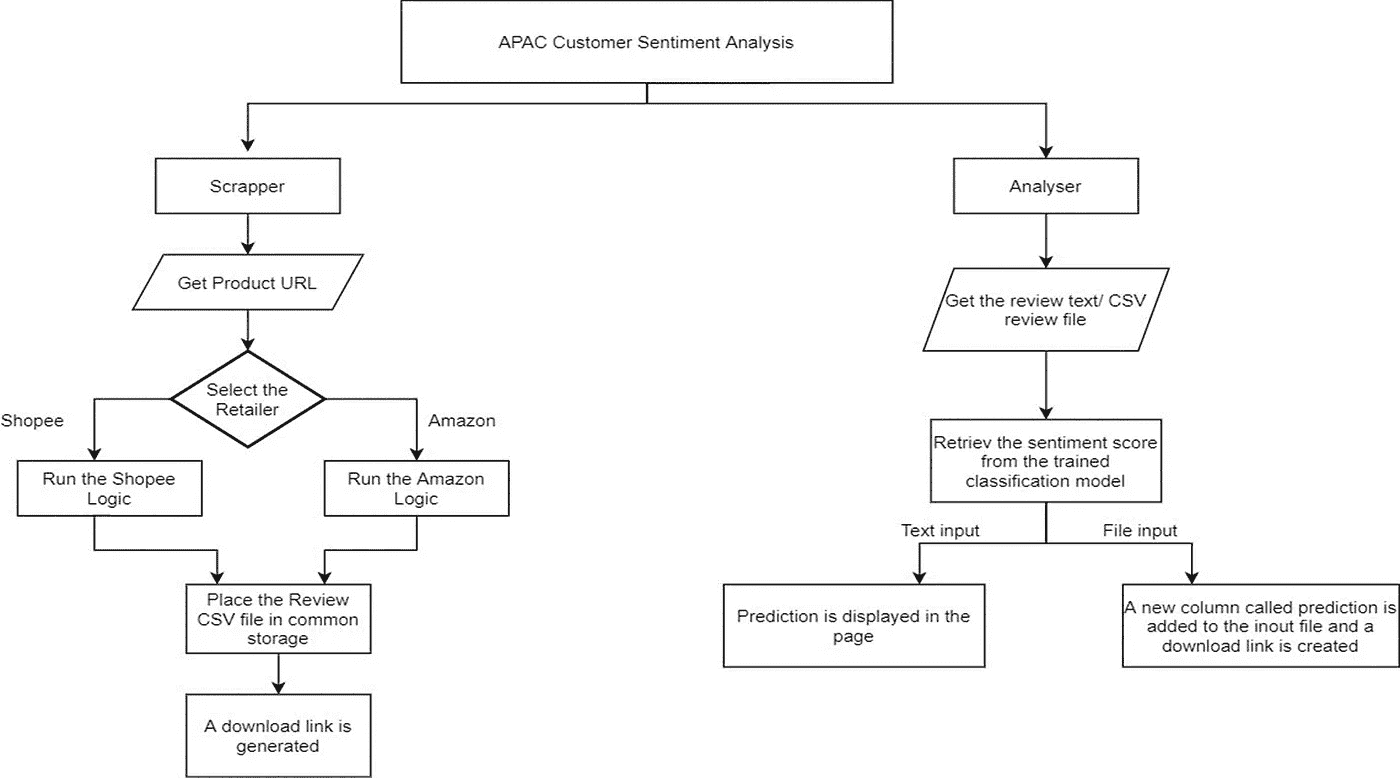 APAC Customer Sentiment Analysis
Scrapper
Get Product URL
Select the
Retailer
Shopee
Amazon
Run the Shopee
Logic
Run the Amazon
Logic
Place the Review
CSV file in common
storage
A download link is
generated
Analyser
Get the review text/ CSV
review file
Retriev the sentiment score
from the trained
classification model
Text input
File input
Prediction is displayed in the
page
A new column called prediction is
added to the inout file and a
download link is created